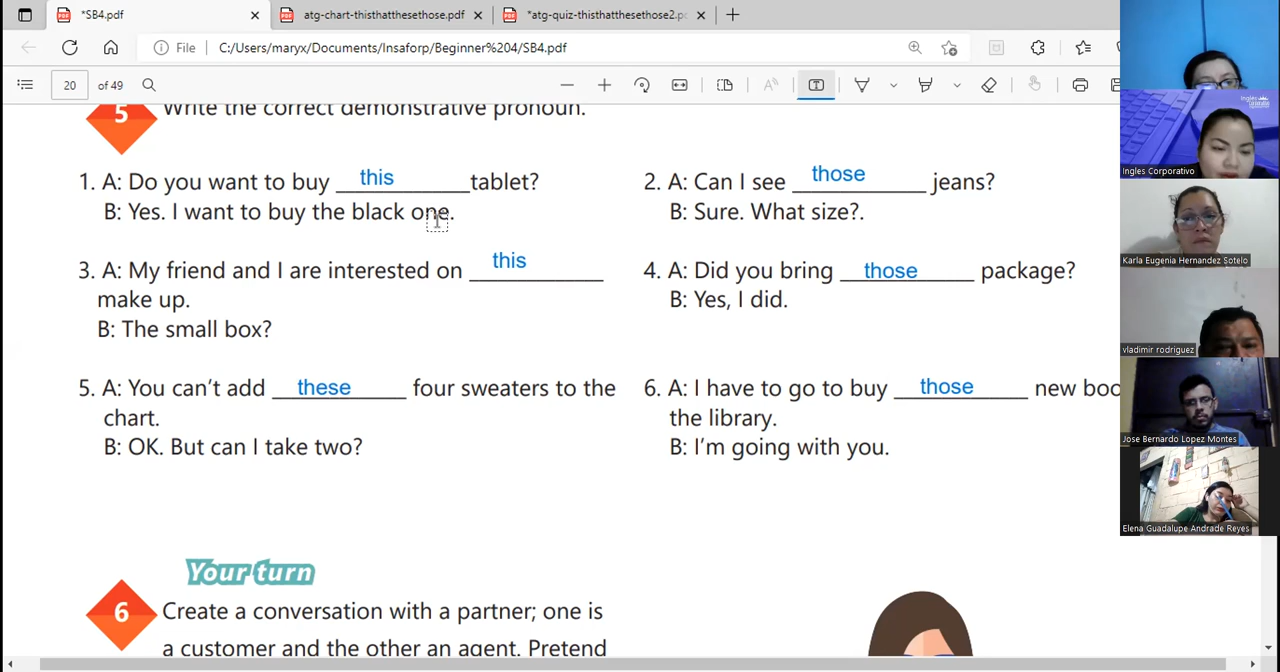 *SB4.pdf
atg-chart-thisthatthesethose.pdf
*atg-quiz-thisthatthesethose2.pc
File
C:/Users/maryx/Documents/Insaforp/Beginner%204/SB4.pdf
20
of 49
5
Write the correct demonstrative pronoun.
1. A: Do you want to buy this tablet?
B: Yes. I want to buy the black one.
2. A: Can I see those jeans?
B: Sure. What size?.
3. A: My friend and I are interested on this
make up.
B: The small box?
4. A: Did you bring those package?
B: Yes, I did.
5. A: You can't add these four sweaters to the
chart.
B: OK. But can I take two?
6. A: I have to go to buy those new boo
the library.
B: I'm going with you.
Your turn
6
Create a conversation with a partner; one is
a customer and the other an agent. Pretend
Ingles Corporativo
Karla Eugenia Hernandez Sotelo
vladimir rodriguez
Jose Bernardo Lopez Montes
Elena Guadalupe Andrade Reyes